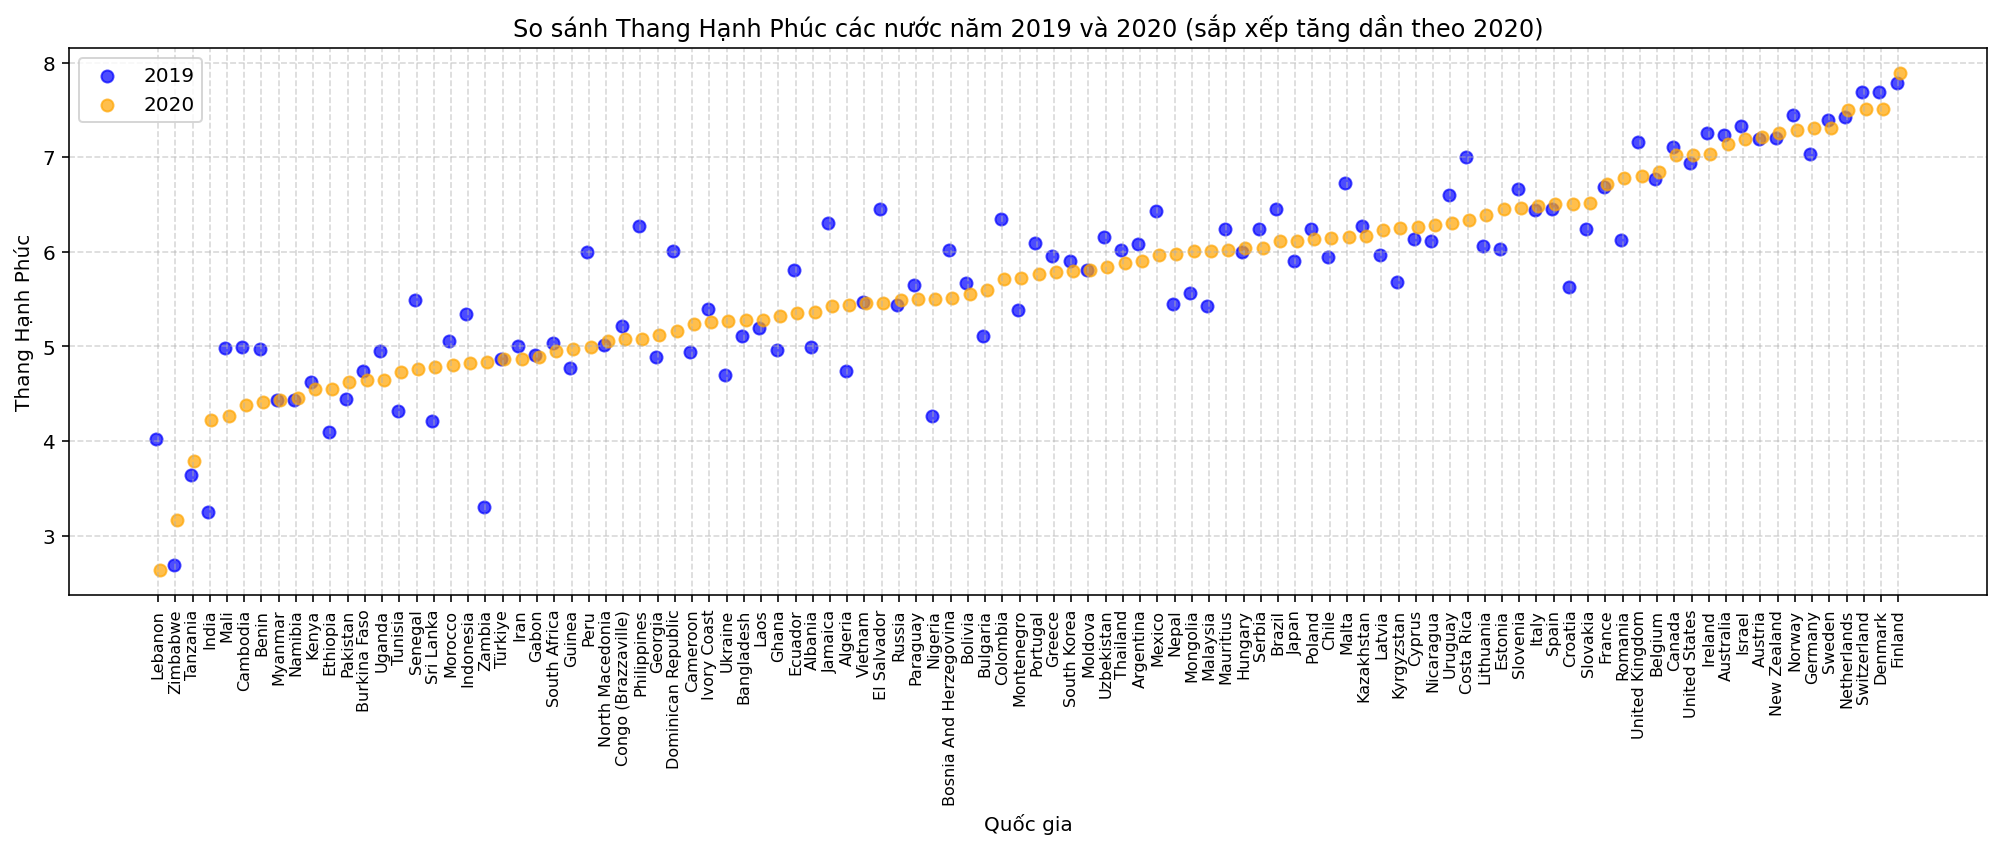 So sánh Thang Hạnh Phúc các nước năm 2019 và 2020 (sắp xếp tăng dần theo 2020)
2019
2020
Thang Hạnh Phúc
8
7
6
5
4
3
Lebanon
Zimbabwe
Tanzania
India
Mali
Cambodia
Benin
Myanmar
Namibia
Kenya
Ethiopia
Pakistan
Burkina Faso
Uganda
Tunisia
Senegal
Sri Lanka
Morocco
Indonesia
Zambia
Türkiye
Iran
Gabon
South Africa
Guinea
Peru
North Macedonia
Congo (Brazzaville)
Philippines
Georgia
Dominican Republic
Cameroon
Ivory Coast
Ukraine
Bangladesh
Laos
Ghana
Ecuador
Albania
Jamaica
Algeria
Vietnam
El Salvador
Russia
Paraguay
Nigeria
Bosnia And Herzegovina
Bolivia
Bulgaria
Colombia
Montenegro
Portugal
Greece
South Korea
Moldova
Uzbekistan
Thailand
Argentina
Mexico
Nepal
Mongolia
Malaysia
Mauritius
Hungary
Serbia
Brazil
Japan
Poland
Chile
Malta
Kazakhstan
Latvia
Kyrgyzstan
Cyprus
Nicaragua
Uruguay
Costa Rica
Lithuania
Estonia
Slovenia
Italy
Spain
Croatia
Slovakia
France
Romania
United Kingdom
Belgium
Canada
United States
Ireland
Australia
Israel
Austria
New Zealand
Norway
Germany
Sweden
Netherlands
Switzerland
Denmark
Finland
Quốc gia